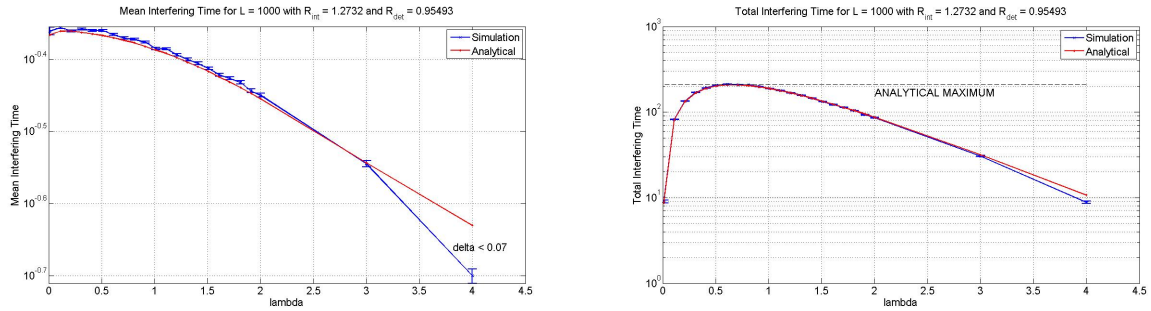 Mean Interfering Time for L = 1000 with R_int = 1.2732 and R_det = 0.95493
Simulation
Analytical
10^-0.4
10^-0.5
10^-0.6
10^-0.7
Mean Interfering Time
delta < 0.07
0 0.5 1 1.5 2 2.5 3 3.5 4 4.5
lambda
Total Interfering Time for L = 1000 with R_int = 1.2732 and R_det = 0.95493
Simulation
Analytical
ANALYTICAL MAXIMUM
10^3
10^2
10^1
10^0
Total Interfering Time
0 0.5 1 1.5 2 2.5 3 3.5 4 4.5
lambda